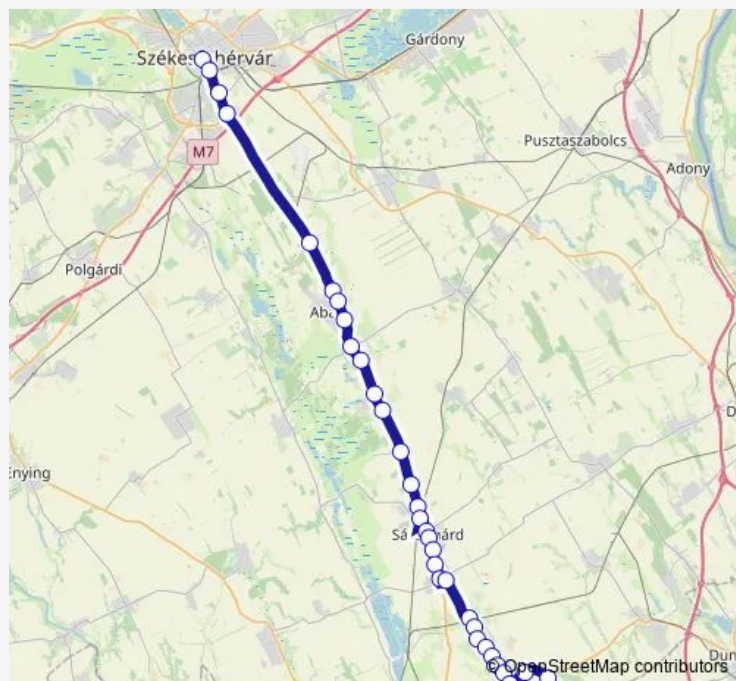 Gárdony
M7
Pusztaszabolcs
Adony
Polgárdi
Enying
© OpenStreetMap contributors